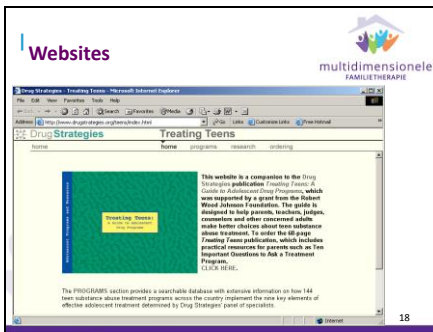 Websites
multidimensionele
FAMILIETHERAPIE
Drug Strategies - Treating Teens - Microsoft Internet Explorer
File Edit View Favorites Tools Help
Search Favorites Media
Address http://www.drugstrategies.org/teens/index.html Go Links Customize Links Free Hotmail
Drug Strategies Treating Teens
home home programs research ordering
This website is a companion to the Drug
Strategies publication Treating Teens: A
Guide to Adolescent Drug Programs, which
was supported by a grant from the Robert
Wood Johnson Foundation. The guide is
designed to help parents, teachers, judges,
counselors and other concerned adults
make better choices about teen substance
abuse treatment. To order the 68-page
Treating Teens publication, which includes
practical resources for parents such as Ten
Important Questions to Ask a Treatment
Program,
CLICK HERE.
Treating Teens:
A Guide to Adolescent
Drug Programs
The PROGRAMS section provides a searchable database with extensive information on how 144
teen substance abuse treatment programs across the country implement the nine key elements of
effective adolescent treatment determined by Drug Strategies' panel of specialists.
Internet
18